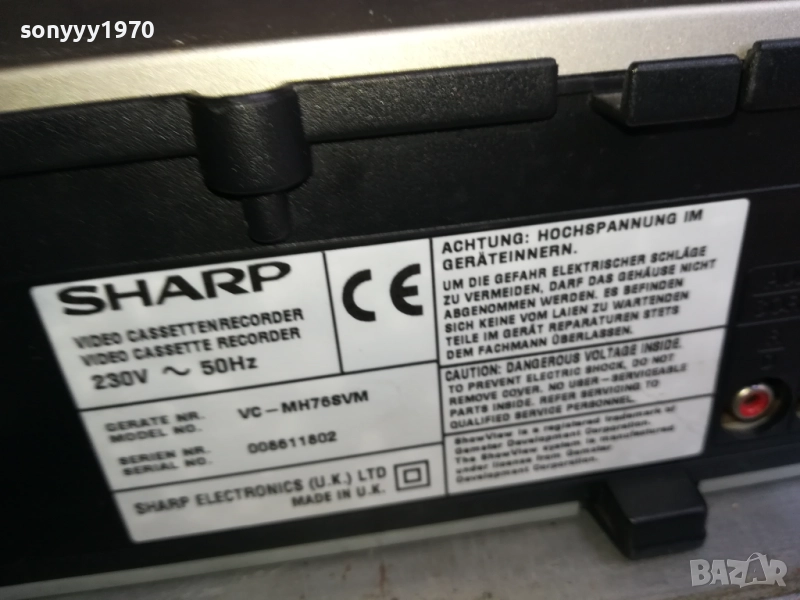 sonyyy1970
SHARP
VIDEO CASSETTENRECORDER
VIDEO CASSETTE RECORDER
230V ~ 50Hz
CE
GERÄTE NR.
MODEL NO.
VC-MH76SVM
SERIEN NR.
SERIAL NO.
008611802
SHARP ELECTRONICS (U.K.) LTD
MADE IN U.K.
ACHTUNG: HOCHSPANNUNG IM
GERÄTEINNERN.
UM DIE GEFAHR ELEKTRISCHER SCHLÄGE
ZU VERMEIDEN, DARF DAS GEHÄUSE NICHT
ABGENOMMEN WERDEN. ES BEFINDEN
SICH KEINE VOM LAIEN ZU WARTENDEN
TEILE IM GERÄT REPARATUREN STETS
DEM FACHMANN ÜBERLASSEN.
CAUTION: DANGEROUS VOLTAGE INSIDE.
TO PREVENT ELECTRIC SHOCK, DO NOT
REMOVE COVER. NO USER-SERVICEABLE
PARTS INSIDE. REFER SERVICING TO
QUALIFIED SERVICE PERSONNEL.
ShowView is a registered trademark of
Gemstar Development Corporation.
The ShowView system is manufactured
under license from Gemstar
Development Corporation.
BAZAR